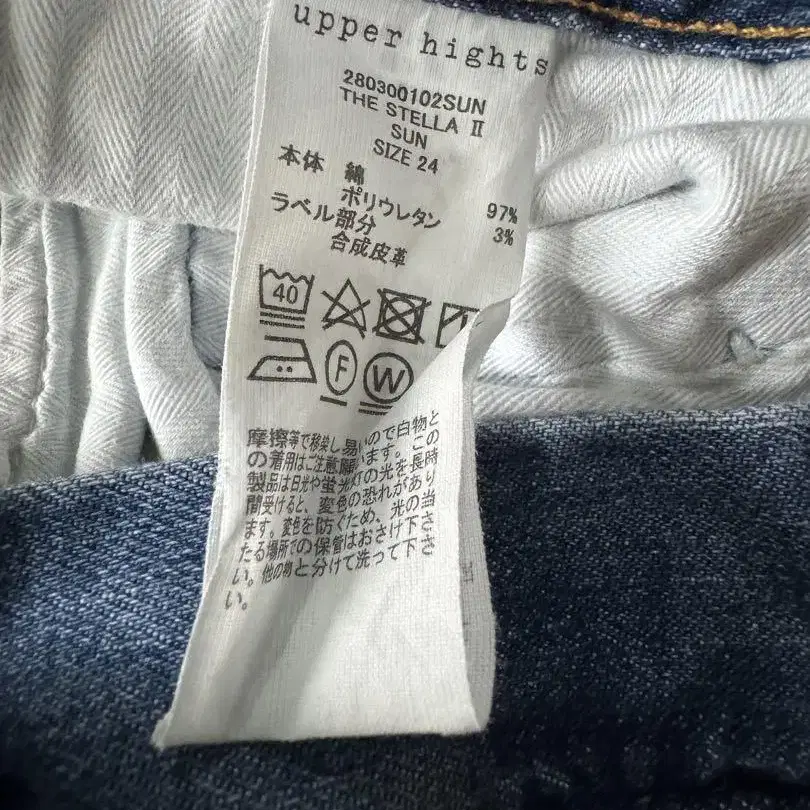 upper hights
280300102SUN
THE STELLA II
SUN
SIZE 24
本体 綿 97%
ポリウレタン 3%
ラベル部分
合成皮革
40
F
W
摩擦等で移染し易いので白物と
の着用はご注意願います。この
製品は日光や蛍光灯の光を長時
間受けると、変色の恐れがあり
ます。変色を防ぐため、光の当
たる場所での保管はおさけ下さ
い。他の物と分けて洗って下さ
い。